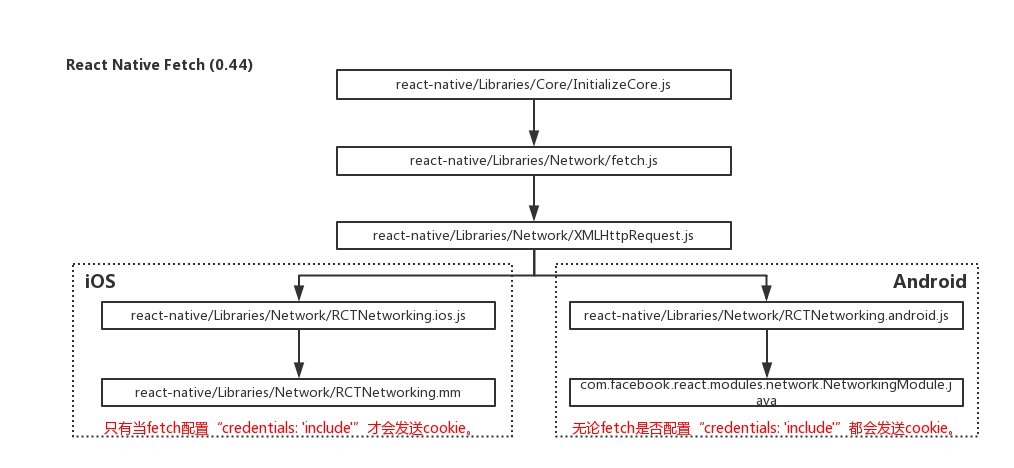 React Native Fetch (0.44)
react-native/Libraries/Core/InitializeCore.js
react-native/Libraries/Network/fetch.js
react-native/Libraries/Network/XMLHttpRequest.js
iOS
Android
react-native/Libraries/Network/RCTNetworking.ios.js
react-native/Libraries/Network/RCTNetworking.android.js
react-native/Libraries/Network/RCTNetworking.mm
com.facebook.react.modules.network.NetworkingModule.j
ava
只有当fetch配置“credentials: 'include'”才会发送cookie。
无论fetch是否配置“credentials: 'include'”都会发送cookie。